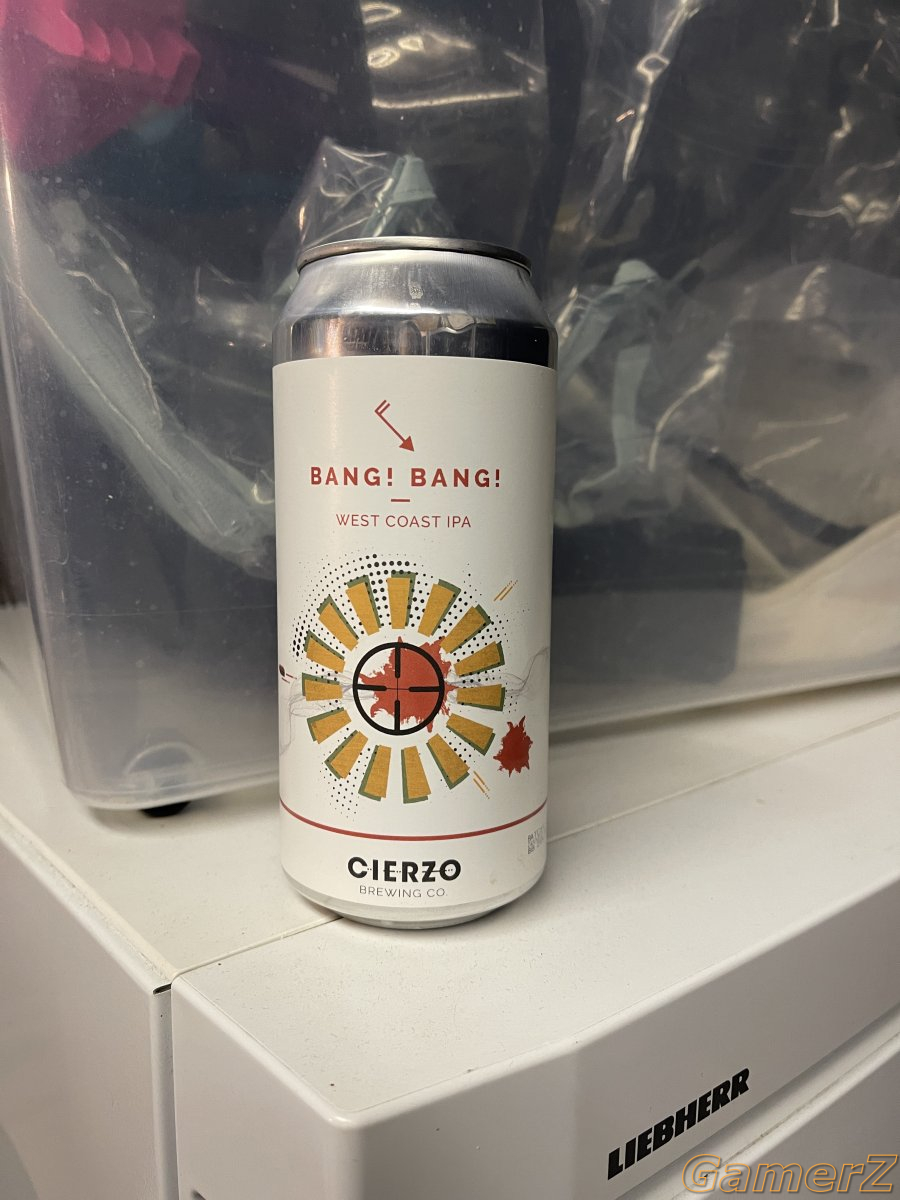 BANG! BANG!
WEST COAST IPA
CIERZO
BREWING CO.
LIEBHERR
GamerZ